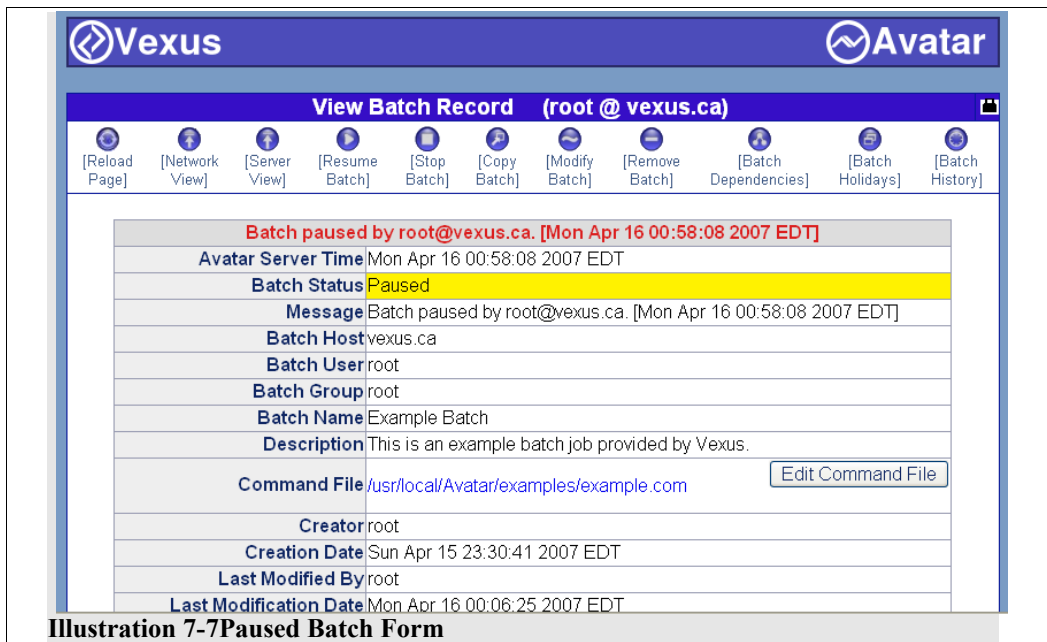 Vexus Avatar
View Batch Record (root @ vexus.ca)
[Reload Page] [Network View] [Server View] [Resume Batch] [Stop Batch] [Copy Batch] [Modify Batch] [Remove Batch] [Batch Dependencies] [Batch Holidays] [Batch History]
Batch paused by root@vexus.ca. [Mon Apr 16 00:58:08 2007 EDT]
Avatar Server Time Mon Apr 16 00:58:08 2007 EDT
Batch Status Paused
Message Batch paused by root@vexus.ca. [Mon Apr 16 00:58:08 2007 EDT]
Batch Host vexus.ca
Batch User root
Batch Group root
Batch Name Example Batch
Description This is an example batch job provided by Vexus.
Command File /usr/local/Avatar/examples/example.com Edit Command File
Creator root
Creation Date Sun Apr 15 23:30:41 2007 EDT
Last Modified By root
Last Modification Date Mon Apr 16 00:06:25 2007 EDT
Illustration 7-7Paused Batch Form